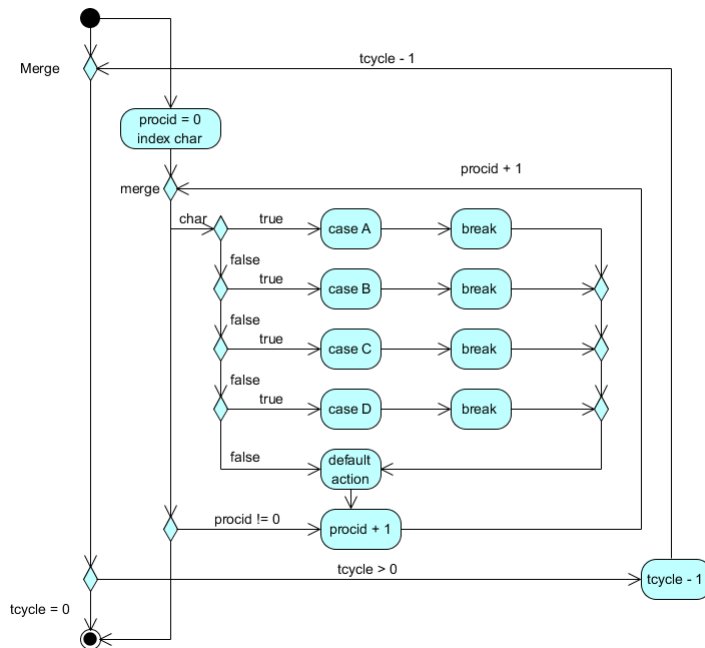 tcycle - 1
Merge
procid = 0
index char
procid + 1
merge
char
true
case A
break
false
true
case B
break
false
true
case C
break
false
true
case D
break
false
default
action
procid != 0
procid + 1
tcycle > 0
tcycle - 1
tcycle = 0